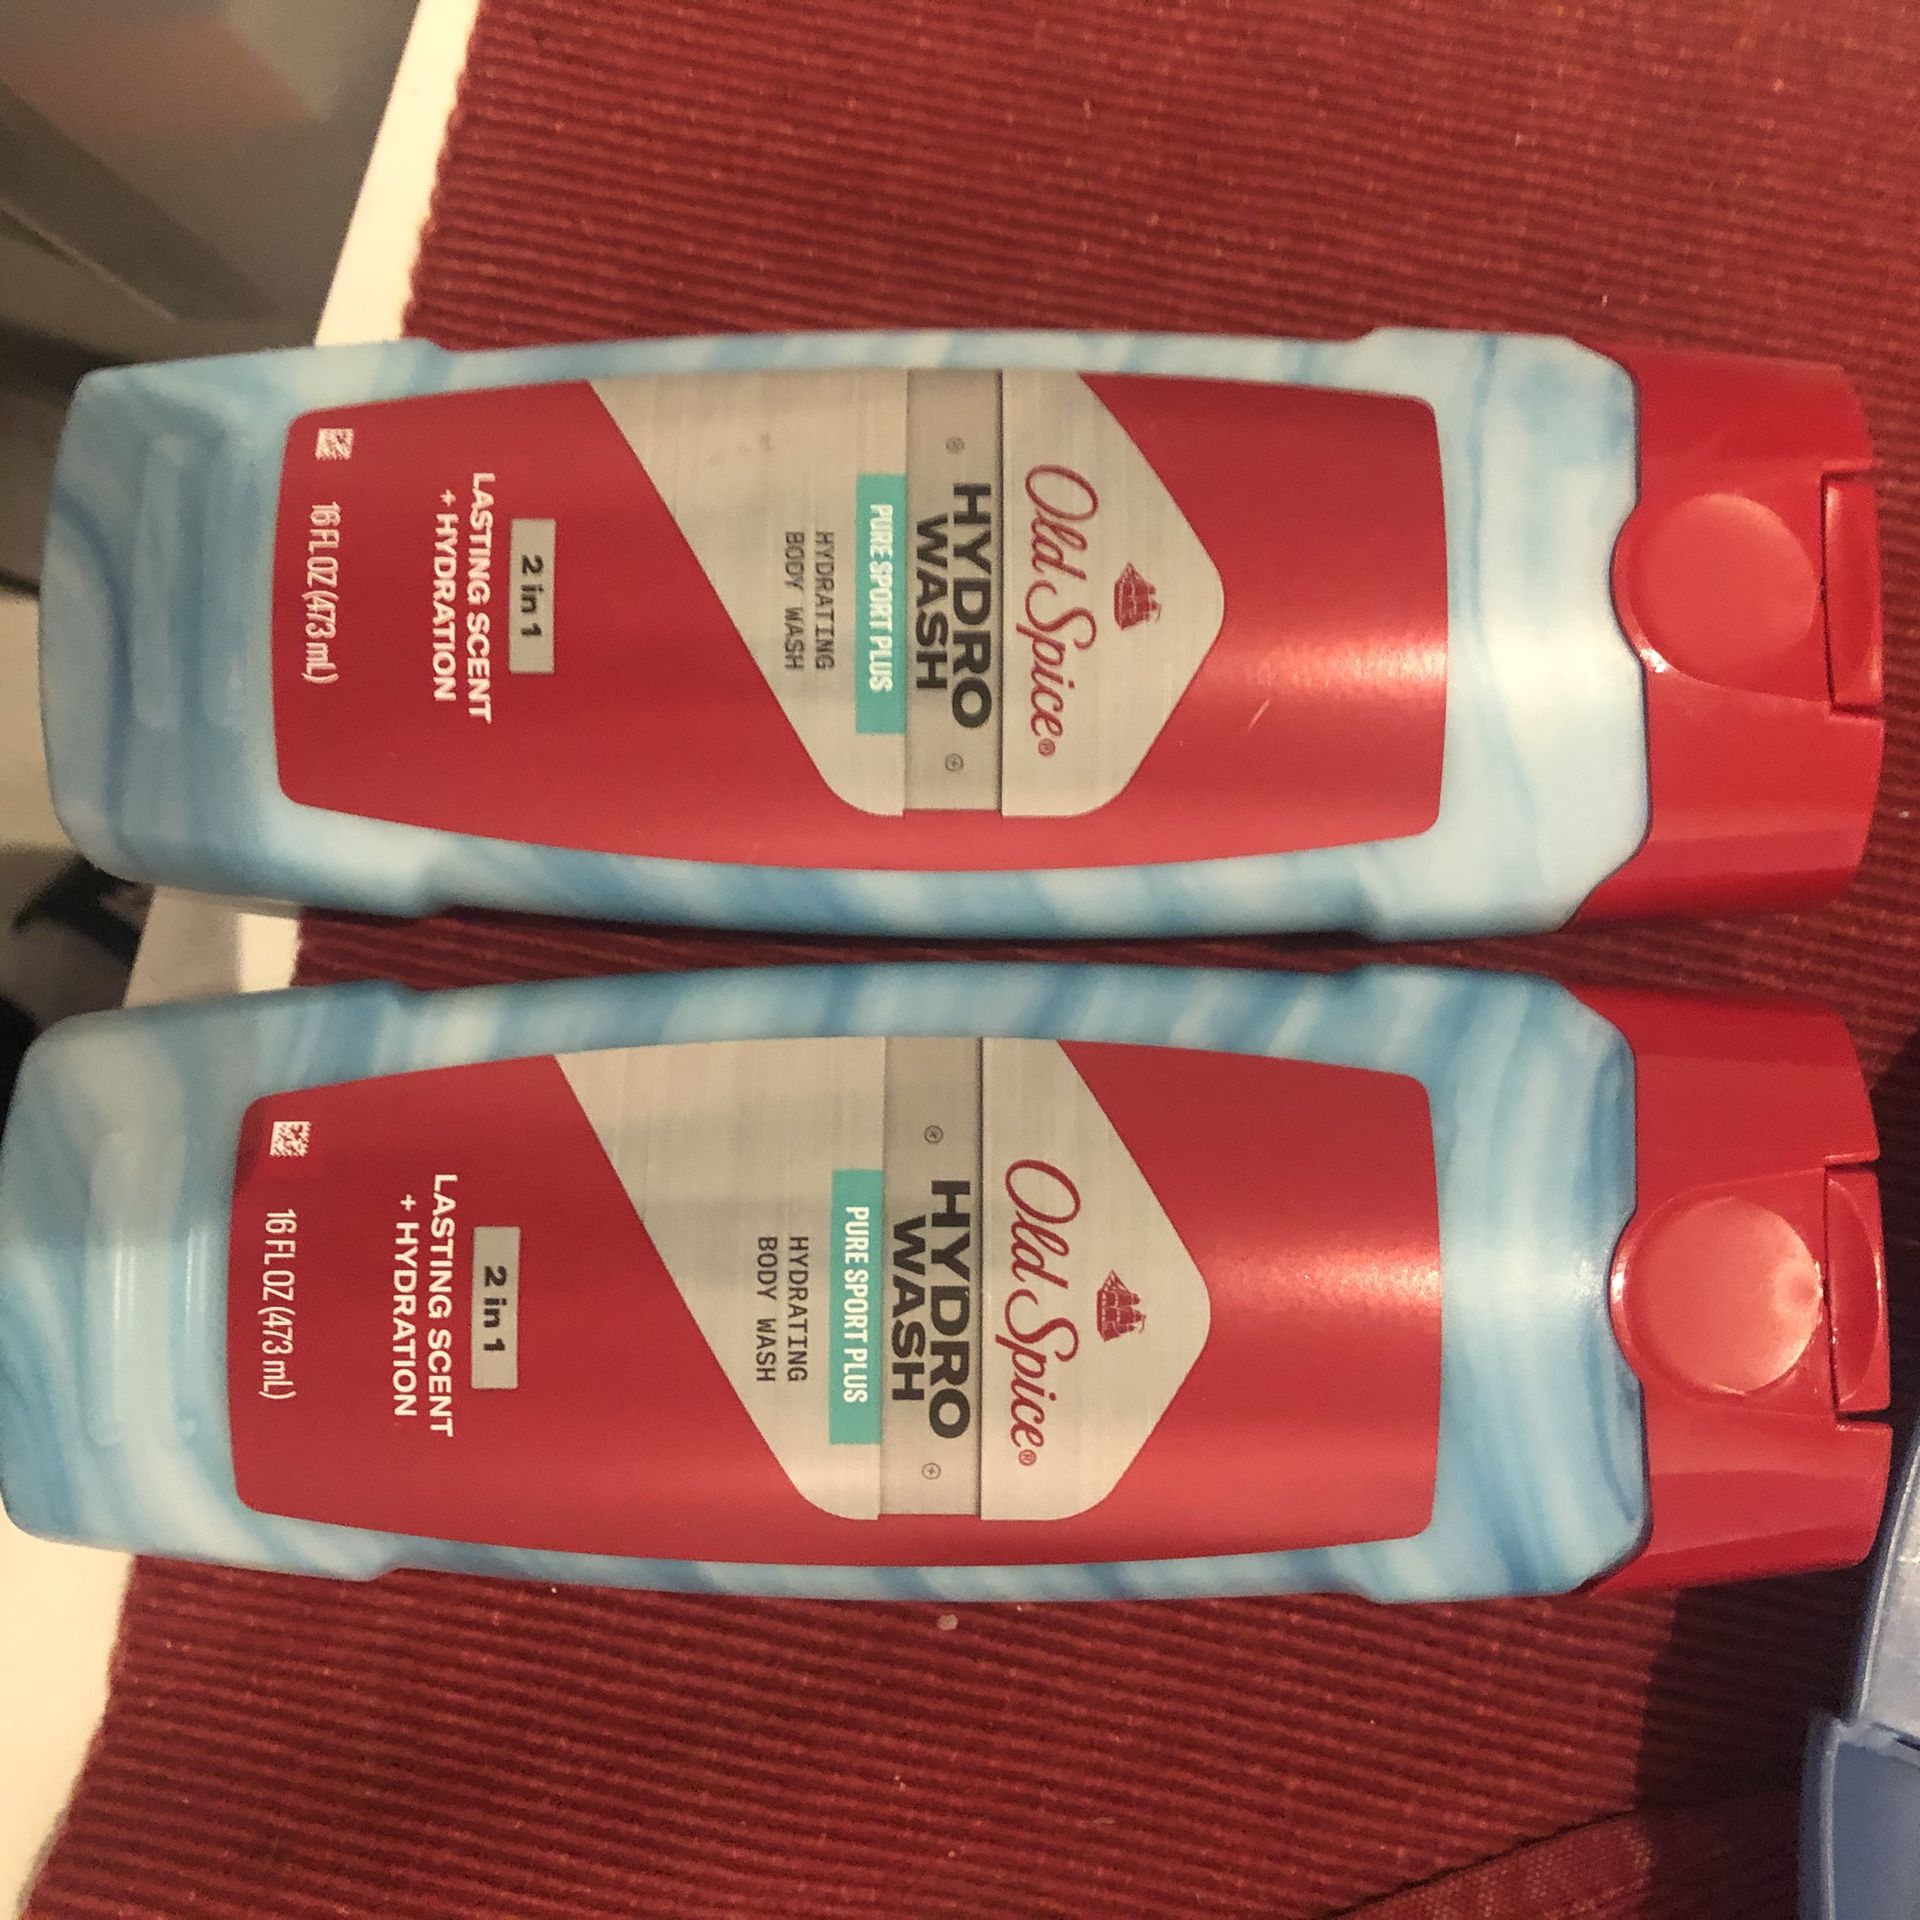 Old Spice®
HYDRO
WASH
PURE SPORT PLUS
HYDRATING
BODY WASH
2 in 1
LASTING SCENT
+ HYDRATION
16 FL OZ (473 mL)
Old Spice®
HYDRO
WASH
PURE SPORT PLUS
HYDRATING
BODY WASH
2 in 1
LASTING SCENT
+ HYDRATION
16 FL OZ (473 mL)